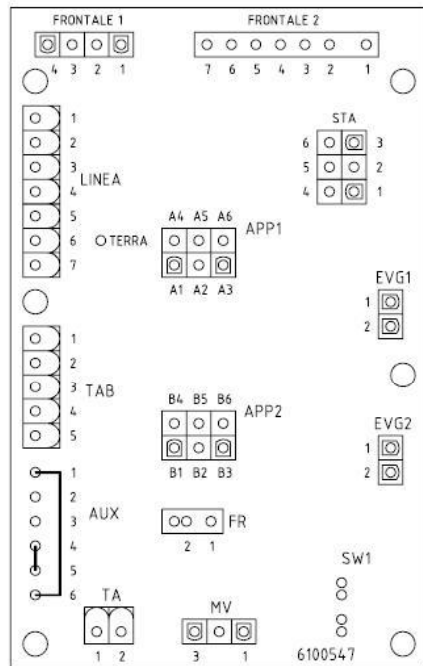 FRONTALE 1
FRONTALE 2
4 3 2 1
7 6 5 4 3 2 1
1
2
3
4
5
6
7
LINEA
TERRA
STA
6 3
5 2
4 1
A4 A5 A6
APP1
A1 A2 A3
EVG1
1
2
1
2
3
4
5
TAB
B4 B5 B6
APP2
B1 B2 B3
EVG2
1
2
1
2
3
4
5
6
AUX
FR
2 1
SW1
TA
1 2
MV
3 1
6100547